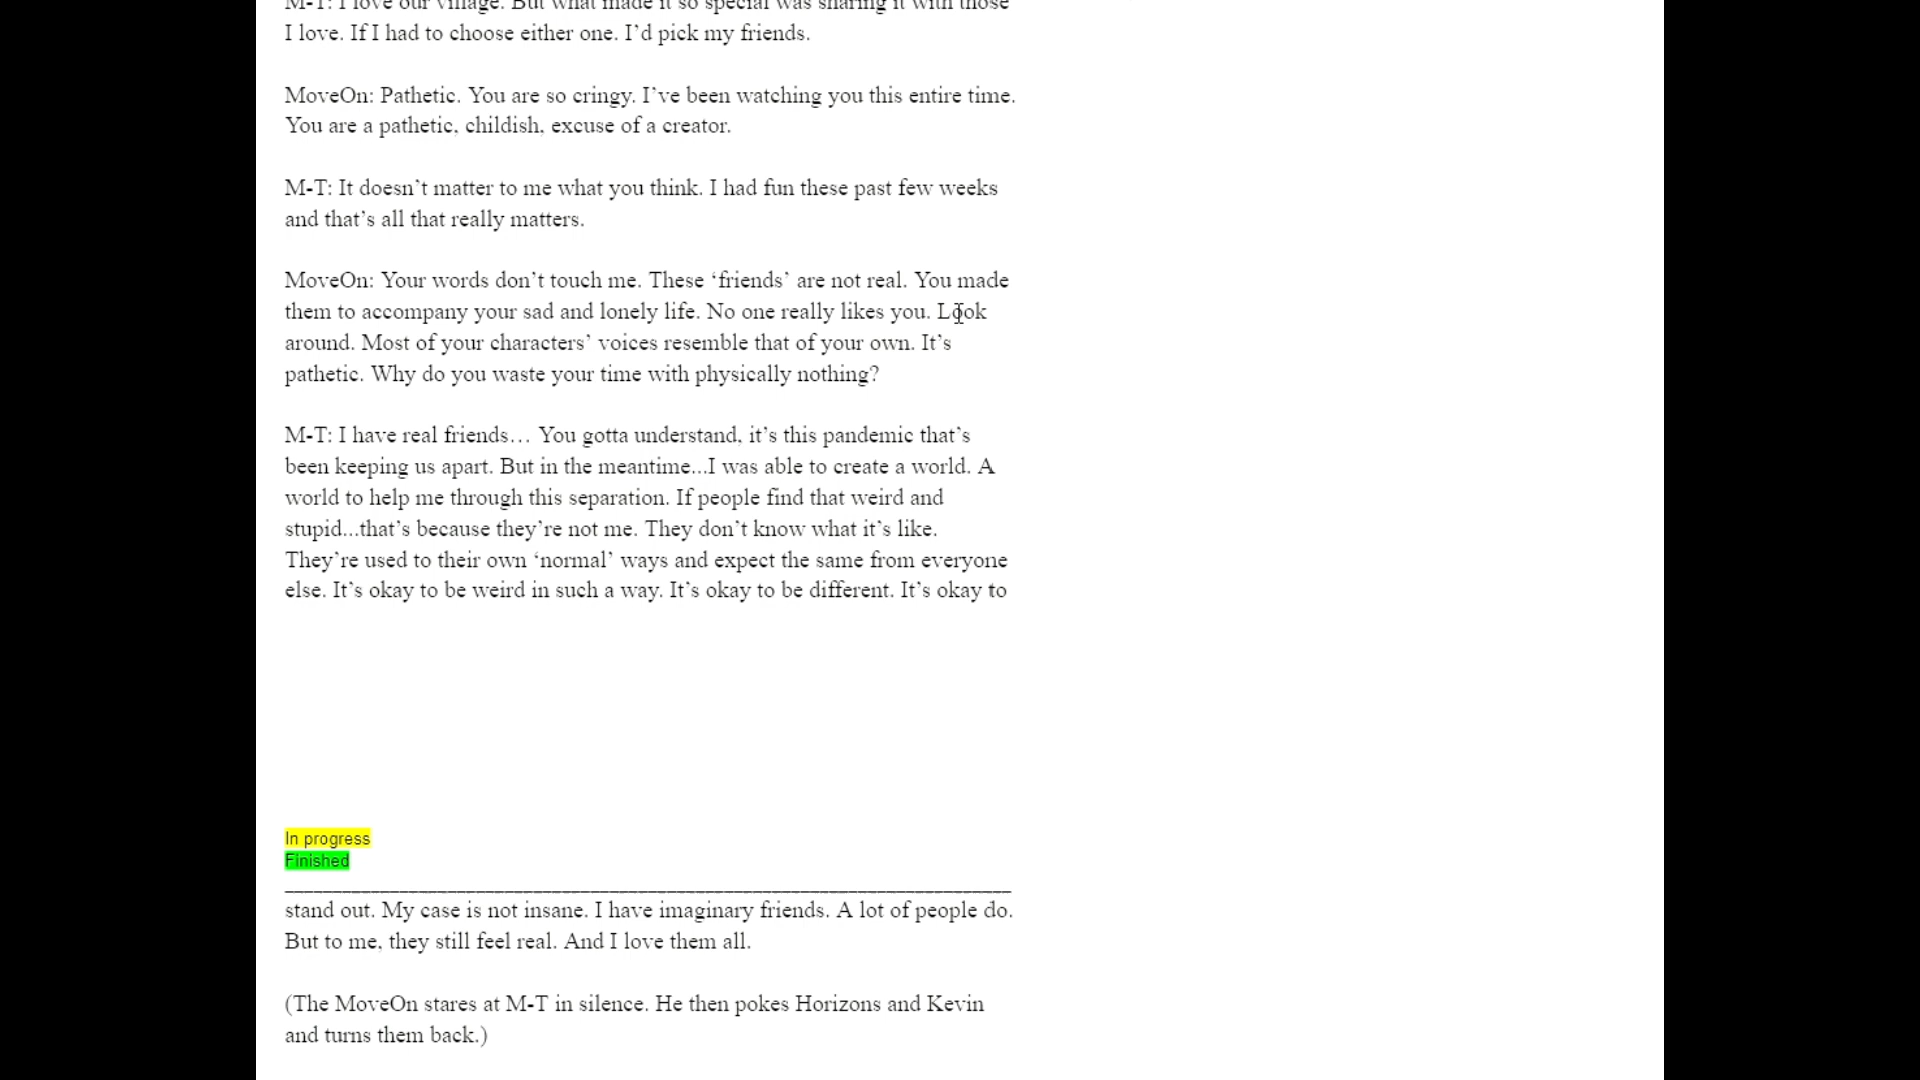 M-T: I love our village. But what made it so special was sharing it with those
I love. If I had to choose either one. I’d pick my friends.
MoveOn: Pathetic. You are so cringy. I’ve been watching you this entire time.
You are a pathetic, childish, excuse of a creator.
M-T: It doesn’t matter to me what you think. I had fun these past few weeks
and that’s all that really matters.
MoveOn: Your words don’t touch me. These ‘friends’ are not real. You made
them to accompany your sad and lonely life. No one really likes you. Look
around. Most of your characters’ voices resemble that of your own. It’s
pathetic. Why do you waste your time with physically nothing?
M-T: I have real friends… You gotta understand, it’s this pandemic that’s
been keeping us apart. But in the meantime...I was able to create a world. A
world to help me through this separation. If people find that weird and
stupid...that’s because they’re not me. They don’t know what it’s like.
They’re used to their own ‘normal’ ways and expect the same from everyone
else. It’s okay to be weird in such a way. It’s okay to be different. It’s okay to
In progress
Finished
stand out. My case is not insane. I have imaginary friends. A lot of people do.
But to me, they still feel real. And I love them all.
(The MoveOn stares at M-T in silence. He then pokes Horizons and Kevin
and turns them back.)